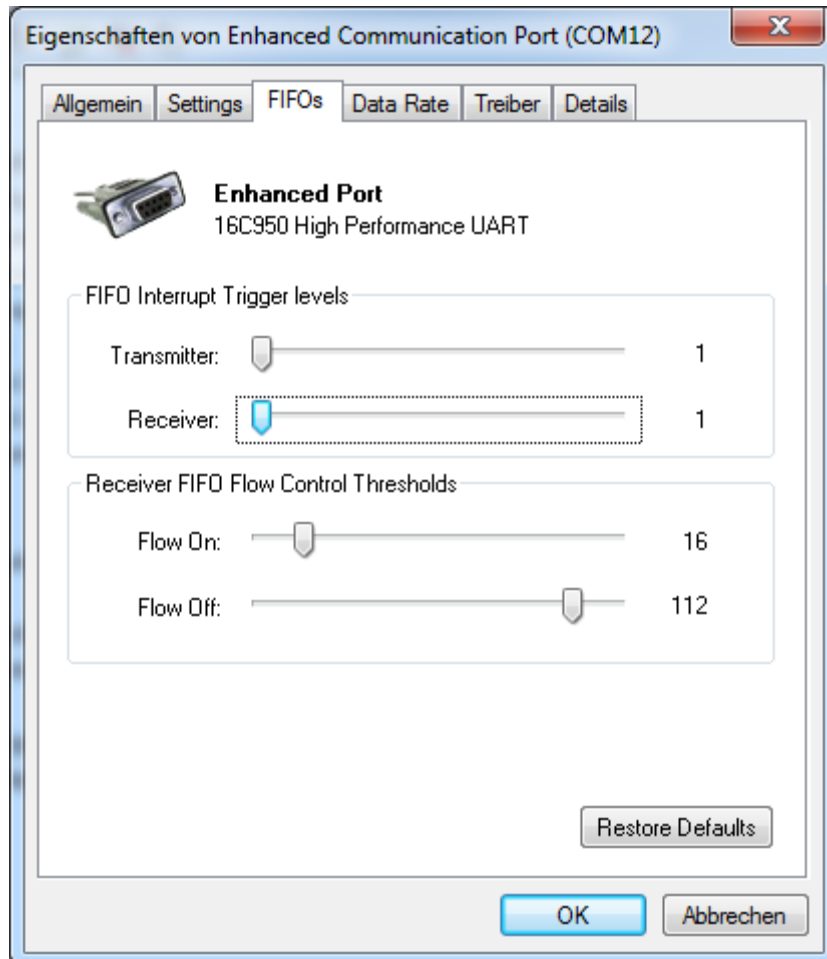 Eigenschaften von Enhanced Communication Port (COM12)
Allgemein Settings FIFOs Data Rate Treiber Details
Enhanced Port
16C950 High Performance UART
FIFO Interrupt Trigger levels
Transmitter: 1
Receiver: 1
Receiver FIFO Flow Control Thresholds
Flow On: 16
Flow Off: 112
Restore Defaults
OK Abbrechen